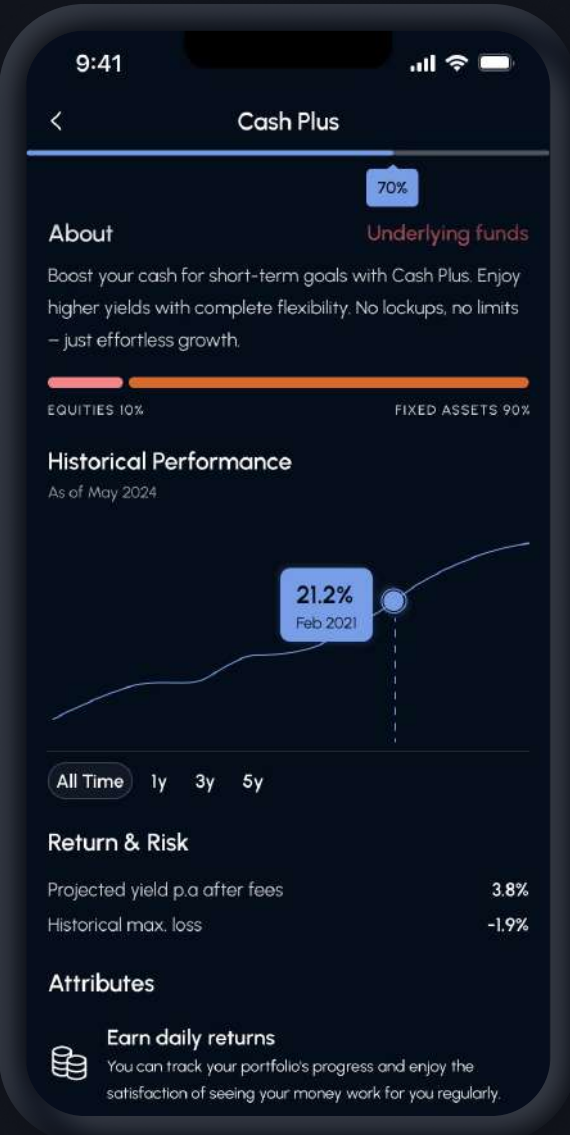 9:41
Cash Plus
70%
About
Underlying funds
Boost your cash for short-term goals with Cash Plus. Enjoy
higher yields with complete flexibility. No lockups, no limits
– just effortless growth.
EQUITIES 10%
FIXED ASSETS 90%
Historical Performance
As of May 2024
21.2%
Feb 2021
All Time 1y 3y 5y
Return & Risk
Projected yield p.a after fees 3.8%
Historical max. loss -1.9%
Attributes
Earn daily returns
You can track your portfolio's progress and enjoy the
satisfaction of seeing your money work for you regularly.